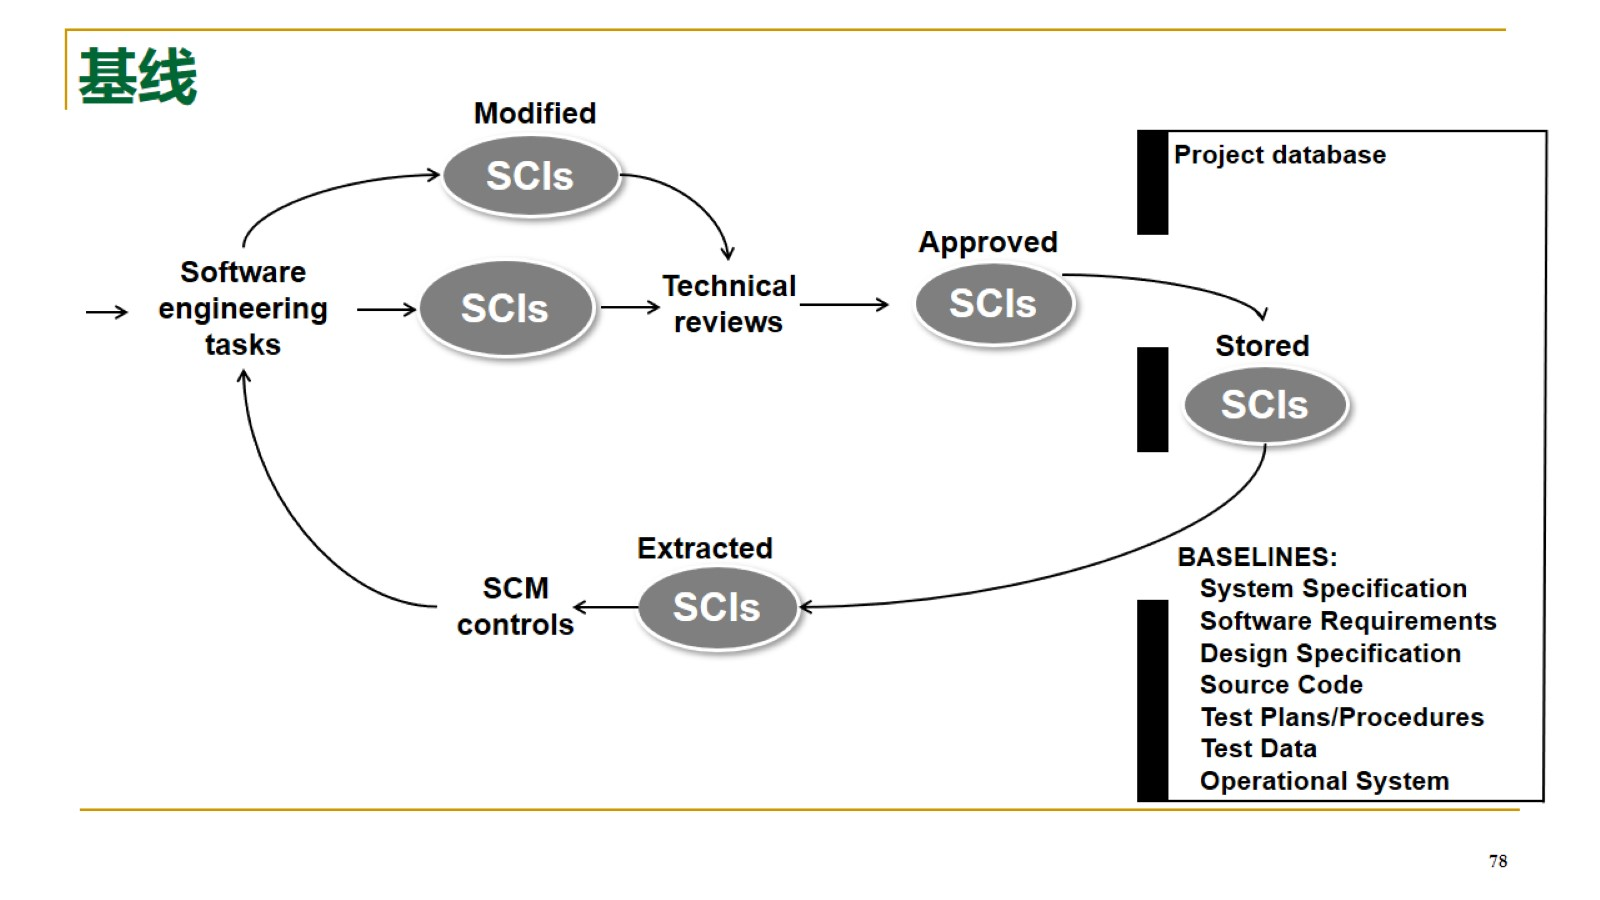 基线
Modified
SCIs
Project database
Approved
SCIs
Software
engineering
tasks
SCIs
Technical
reviews
Stored
SCIs
Extracted
SCIs
SCM
controls
BASELINES:
System Specification
Software Requirements
Design Specification
Source Code
Test Plans/Procedures
Test Data
Operational System
78